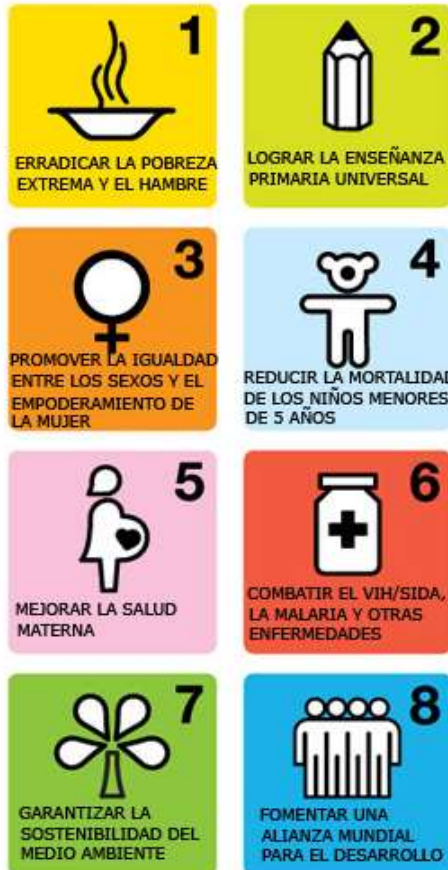 1
ERRADICAR LA POBREZA
EXTREMA Y EL HAMBRE
2
LOGRAR LA ENSEÑANZA
PRIMARIA UNIVERSAL
3
PROMOVER LA IGUALDAD
ENTRE LOS SEXOS Y EL
EMPODERAMIENTO DE
LA MUJER
4
REDUCIR LA MORTALIDAD
DE LOS NIÑOS MENORES
DE 5 AÑOS
5
MEJORAR LA SALUD
MATERNA
6
COMBATIR EL VIH/SIDA,
LA MALARIA Y OTRAS
ENFERMEDADES
7
GARANTIZAR LA
SOSTENIBILIDAD DEL
MEDIO AMBIENTE
8
FOMENTAR UNA
ALIANZA MUNDIAL
PARA EL DESARROLLO